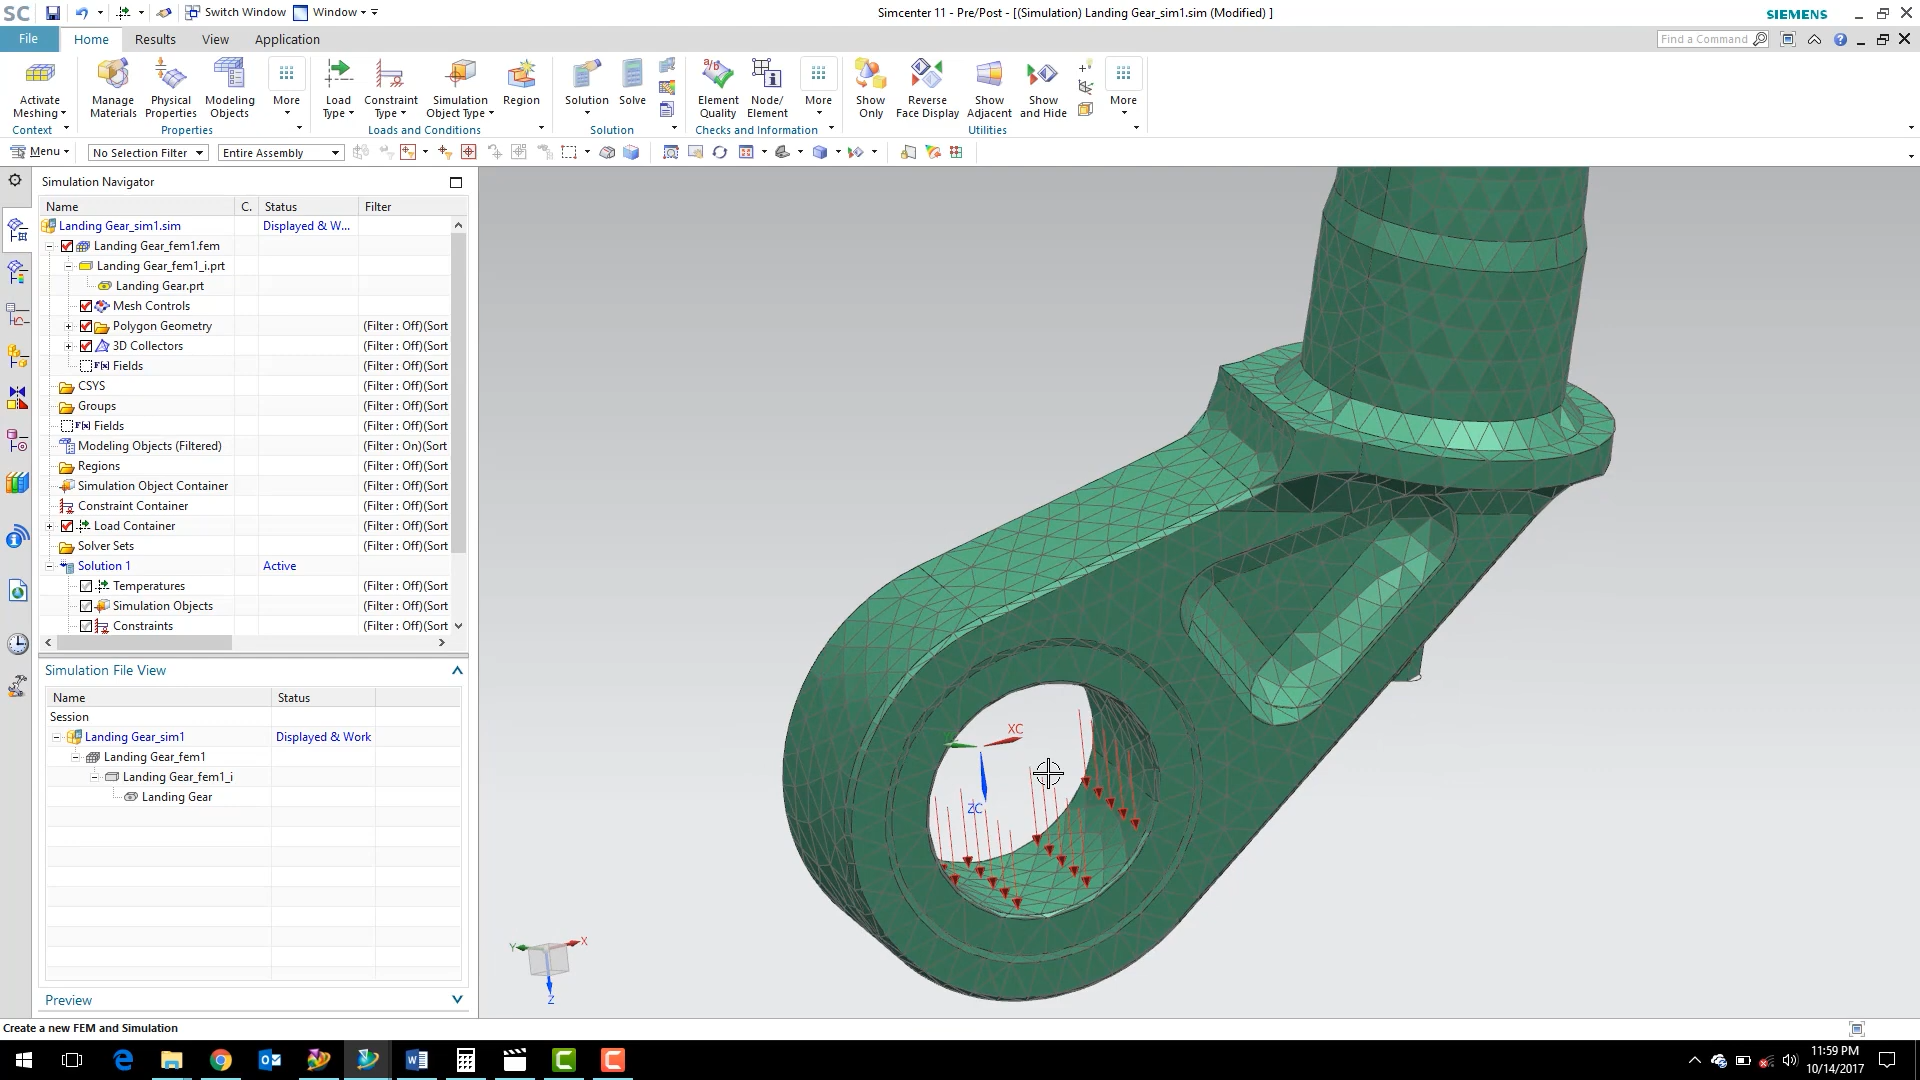 SC Switch Window Window Simcenter 11 - Pre/Post - [(Simulation) Landing Gear_sim1.sim (Modified) ] SIEMENS
File Home Results View Application Find a Command
Activate Meshing Manage Materials Physical Properties Modeling Objects More Load Type Constraint Type Simulation Object Type Region Solution Solve Element Quality Node/ Element More Show Only Reverse Face Display Show Adjacent Show and Hide More
Context Properties Loads and Conditions Solution Checks and Information Utilities
Menu No Selection Filter Entire Assembly
Simulation Navigator
Name C. Status Filter
Landing Gear_sim1.sim Displayed & W...
Landing Gear_fem1.fem
Landing Gear_fem1_i.prt
Landing Gear.prt
Mesh Controls
Polygon Geometry (Filter : Off)(Sort
3D Collectors (Filter : Off)(Sort
F(x) Fields (Filter : Off)(Sort
CSYS (Filter : Off)(Sort
Groups (Filter : Off)(Sort
F(x) Fields (Filter : Off)(Sort
Modeling Objects (Filtered) (Filter : On)(Sort
Regions (Filter : Off)(Sort
Simulation Object Container (Filter : Off)(Sort
Constraint Container (Filter : Off)(Sort
Load Container (Filter : Off)(Sort
Solver Sets (Filter : Off)(Sort
Solution 1 Active
Temperatures (Filter : Off)(Sort
Simulation Objects (Filter : Off)(Sort
Constraints (Filter : Off)(Sort
Simulation File View
Name Status
Session
Landing Gear_sim1 Displayed & Work
Landing Gear_fem1
Landing Gear_fem1_i
Landing Gear
XC
ZC
Y X
Z
Preview
Create a new FEM and Simulation
11:59 PM
10/14/2017